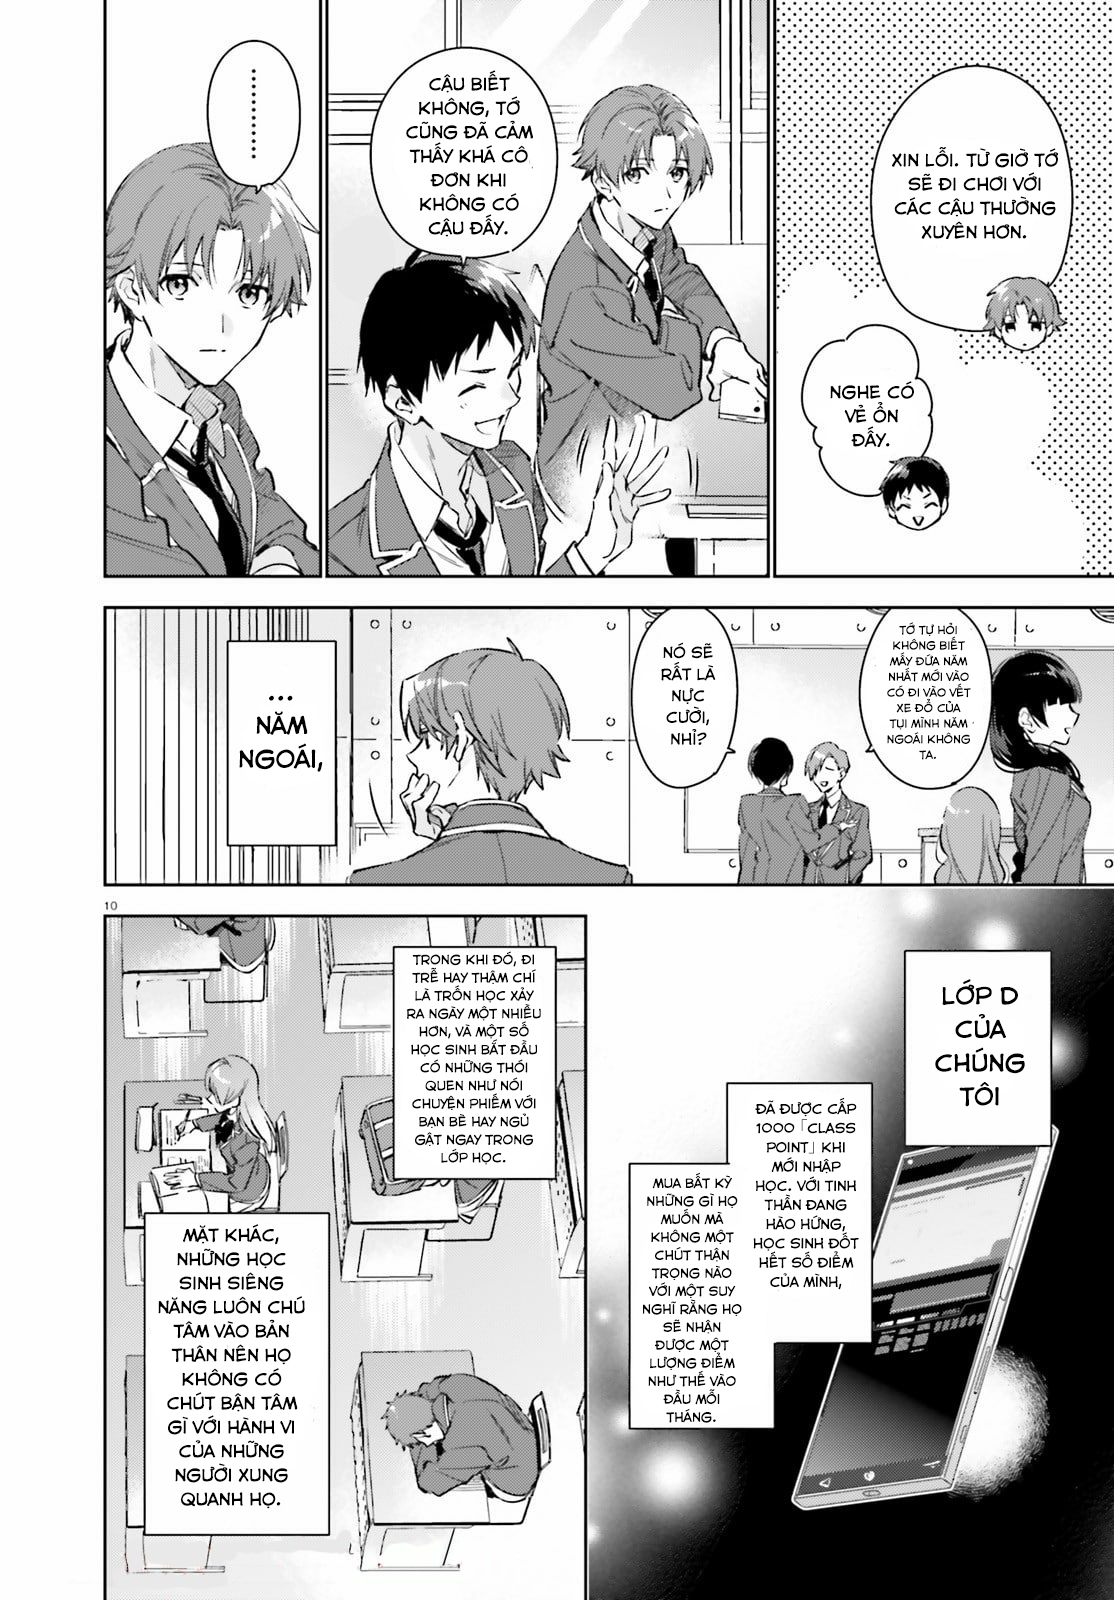 XIN LỖI. TỪ GIỜ TỚ
SẼ ĐI CHƠI VỚI
CÁC CẬU THƯỜNG
XUYÊN HƠN.
NGHE CÓ
VẺ ỔN
ĐẤY.
CẬU BIẾT
KHÔNG, TỚ
CŨNG ĐÃ CẢM
THẤY KHÁ CÔ
ĐƠN KHI
KHÔNG CÓ
CẬU ĐẤY.
..........
TỚ TỰ HỎI
KHÔNG BIẾT
MẤY ĐỨA NĂM
NHẤT MỚI VÀO
CÓ ĐI VÀO VẾT
XE ĐỔ CỦA
TUI MÌNH NĂM
NGOÁI KHÔNG
TA.
NÓ SẼ
RẤT LÀ
NỰC
CƯỜI,
NHỈ?
...
NĂM
NGOÁI,
10
LỚP D
CỦA
CHÚNG
TÔI
ĐÃ ĐƯỢC CẤP
1000 「CLASS
POINT」 KHI
MỚI NHẬP
HỌC. VỚI TINH
THẦN ĐANG
HÀO HỨNG,
HỌC SINH ĐỐT
HẾT SỐ ĐIỂM
CỦA MÌNH,
MUA BẤT KỲ
NHỮNG GÌ HỌ
MUỐN MÀ
KHÔNG MỘT
CHÚT THẬN
TRỌNG NÀO
VỚI MỘT SUY
NGHĨ RẰNG HỌ
SẼ NHẬN
ĐƯỢC MỘT
LƯỢNG ĐIỂM
NHƯ THẾ VÀO
ĐẦU MỖI
THÁNG.
TRONG KHI ĐÓ, ĐI
TRỄ HAY THẬM CHÍ
LÀ TRỐN HỌC XẢY
RA NGÀY MỘT NHIỀU
HƠN, VÀ MỘT SỐ
HỌC SINH BẮT ĐẦU
CÓ NHỮNG THÓI
QUEN NHƯ NÓI
CHUYỆN PHIẾM VỚI
BẠN BÈ HAY NGỦ
GẬT NGAY TRONG
LỚP HỌC.
MẶT KHÁC,
NHỮNG HỌC
SINH SIÊNG
NĂNG LUÔN CHÚ
TÂM VÀO BẢN
THÂN NÊN HỌ
KHÔNG CÓ
CHÚT BẬN TÂM
GÌ VỚI HÀNH VI
CỦA NHỮNG
NGƯỜI XUNG
QUANH HỌ.